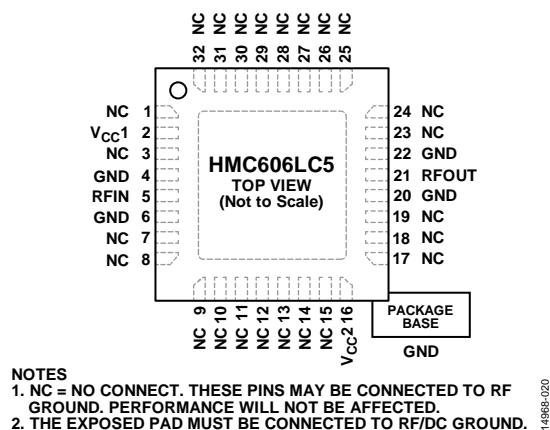 32 NC
31 NC
30 NC
29 NC
28 NC
27 NC
26 NC
25 NC
NC 1
VCC1 2
NC 3
GND 4
RFIN 5
GND 6
NC 7
NC 8
HMC606LC5
TOP VIEW
(Not to Scale)
24 NC
23 NC
22 GND
21 RFOUT
20 GND
19 NC
18 NC
17 NC
NC 9
NC 10
NC 11
NC 12
NC 13
NC 14
NC 15
VCC2 16
PACKAGE
BASE
GND
NOTES
1. NC = NO CONNECT. THESE PINS MAY BE CONNECTED TO RF
GROUND. PERFORMANCE WILL NOT BE AFFECTED.
2. THE EXPOSED PAD MUST BE CONNECTED TO RF/DC GROUND.
14968-020